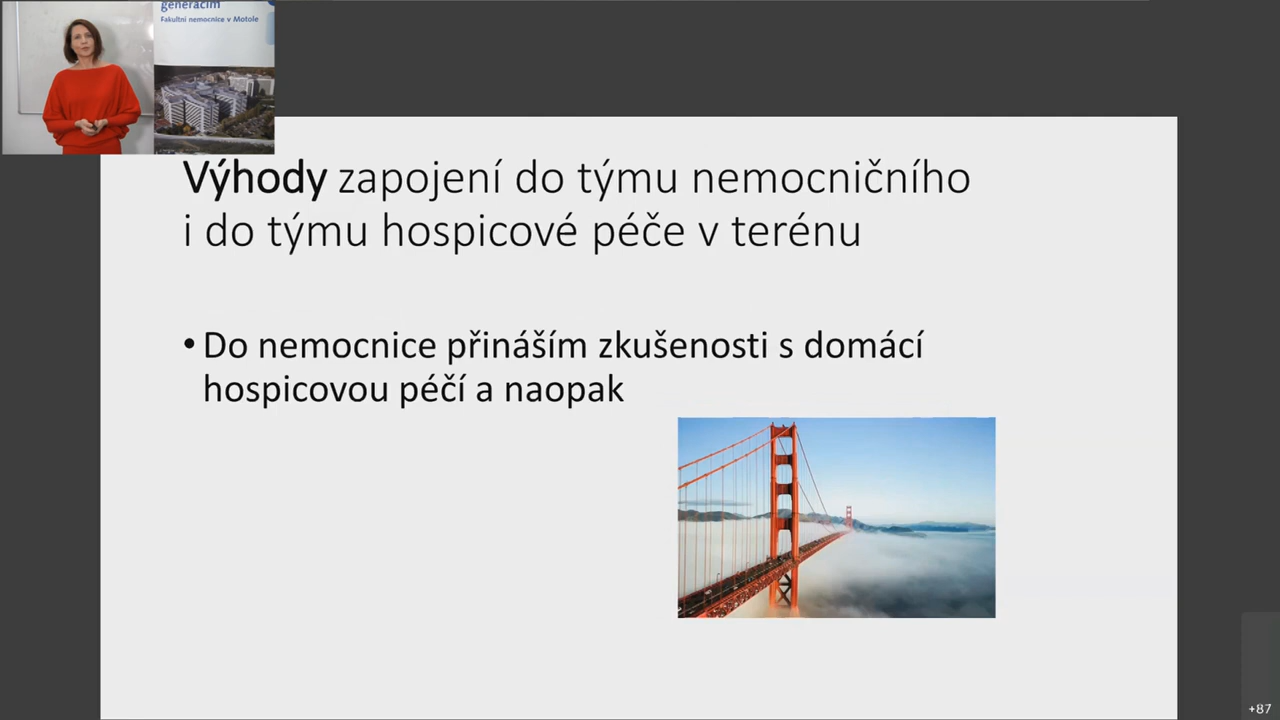 generacím
Fakultní nemocnice v Motole
Výhody zapojení do týmu nemocničního
i do týmu hospicové péče v terénu
• Do nemocnice přináším zkušenosti s domácí
hospicovou péčí a naopak
+87